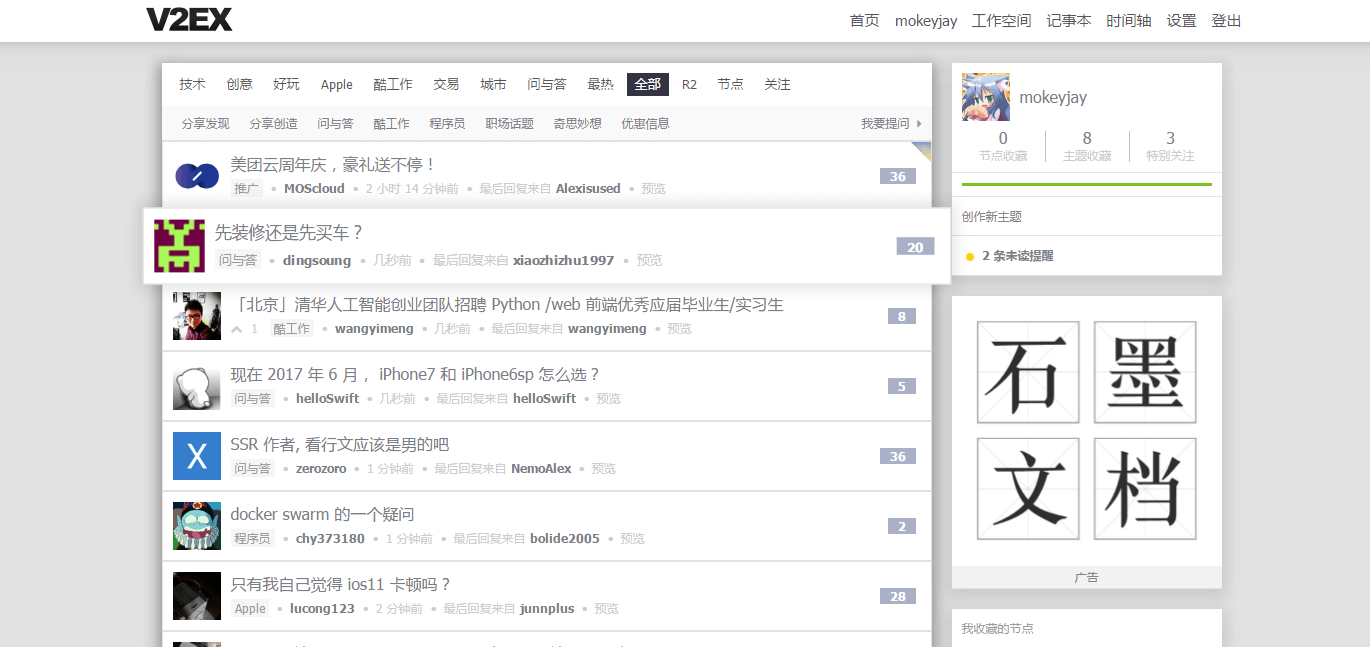 V2EX
首页 mokeyjay 工作空间 记事本 时间轴 设置 登出
技术 创意 好玩 Apple 酷工作 交易 城市 问与答 最热 全部 R2 节点 关注
分享发现 分享创造 问与答 酷工作 程序员 职场话题 奇思妙想 优惠信息 我要提问
美团云周年庆，豪礼送不停！
推广 • MOScloud • 2 小时 14 分钟前 • 最后回复来自 Alexisused • 预览
36
先装修还是先买车？
问与答 • dingsoung • 几秒前 • 最后回复来自 xiaozhizhu1997 • 预览
20
「北京」清华人工智能创业团队招聘 Python /web 前端优秀应届毕业生/实习生
1 酷工作 • wangyimeng • 几秒前 • 最后回复来自 wangyimeng • 预览
8
现在 2017 年 6 月， iPhone7 和 iPhone6sp 怎么选？
问与答 • helloSwift • 几秒前 • 最后回复来自 helloSwift • 预览
5
X
SSR 作者, 看行文应该是男的吧
问与答 • zerozoro • 1 分钟前 • 最后回复来自 NemoAlex • 预览
36
docker swarm 的一个疑问
程序员 • chy373180 • 1 分钟前 • 最后回复来自 bolide2005 • 预览
2
只有我自己觉得 ios11 卡顿吗？
Apple • lucong123 • 2 分钟前 • 最后回复来自 junnplus • 预览
28
mokeyjay
0 8 3
节点收藏 主题收藏 特别关注
创作新主题
2 条未读提醒
石墨
文档
广告
我收藏的节点